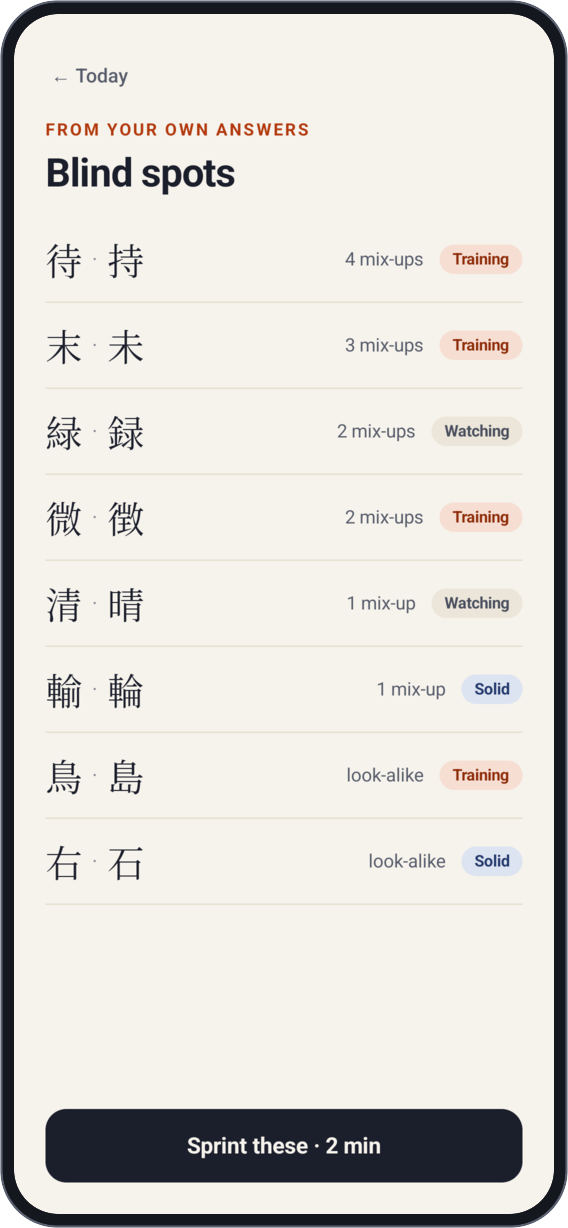 ← Today
FROM YOUR OWN ANSWERS
Blind spots
待 · 持 4 mix-ups Training
末 · 未 3 mix-ups Training
緑 · 録 2 mix-ups Watching
微 · 徴 2 mix-ups Training
清 · 晴 1 mix-up Watching
輸 · 輪 1 mix-up Solid
鳥 · 島 look-alike Training
右 · 石 look-alike Solid
Sprint these · 2 min